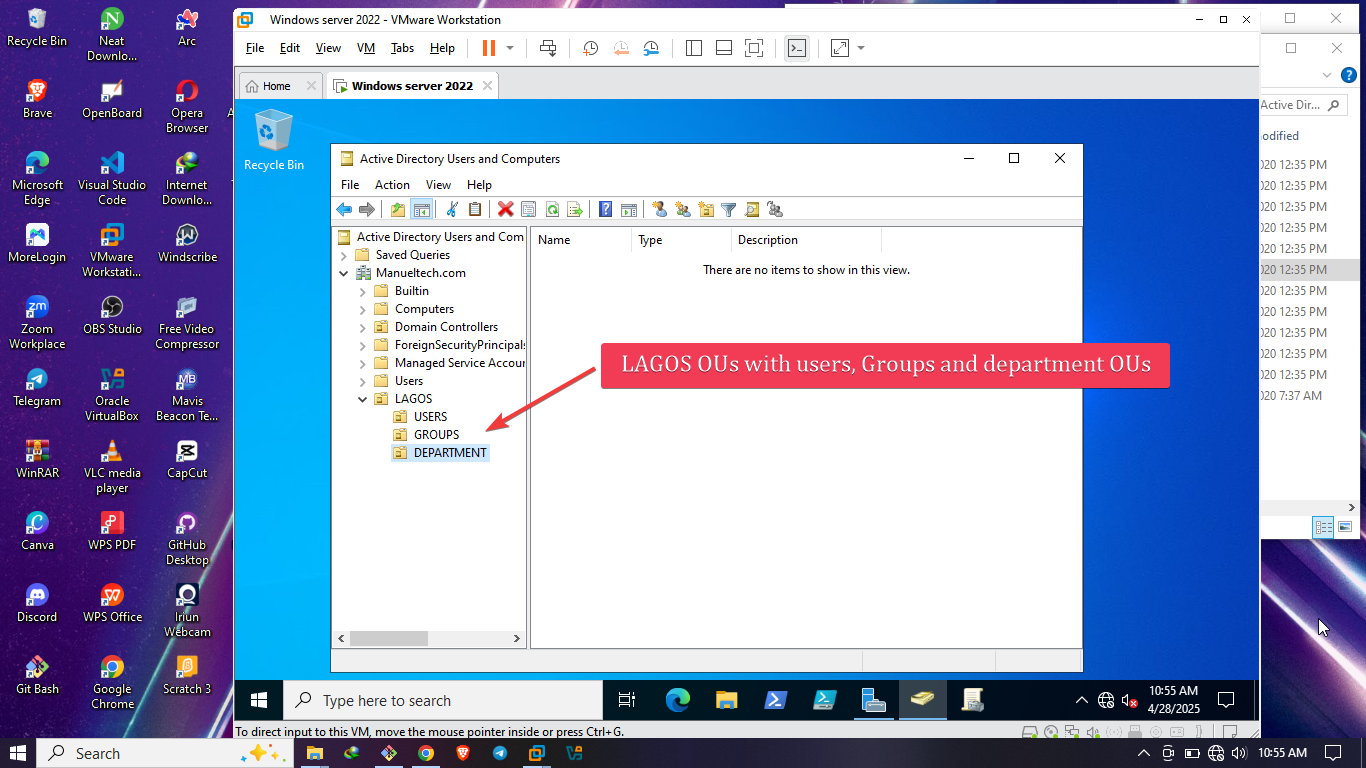 Recycle Bin
Neat
Downlo...
Arc
Brave
OpenBoard
Opera
Browser
Microsoft
Edge
Visual Studio
Code
Internet
Downlo...
MoreLogin
VMware
Workstati...
Windscribe
Zoom
Workplace
OBS Studio
Free Video
Compressor
Telegram
Oracle
VirtualBox
Mavis
Beacon Te...
WinRAR
VLC media
player
CapCut
Canva
WPS PDF
GitHub
Desktop
Discord
WPS Office
Iriun
Webcam
Git Bash
Google
Chrome
Scratch 3
Windows server 2022 - VMware Workstation
File Edit View VM Tabs Help
Home
Windows server 2022
Recycle Bin
Active Directory Users and Computers
File Action View Help
Active Directory Users and Com
Saved Queries
Manueltech.com
Builtin
Computers
Domain Controllers
ForeignSecurityPrincipals
Managed Service Accour
Users
LAGOS
USERS
GROUPS
DEPARTMENT
Name Type Description
There are no items to show in this view.
LAGOS OUs with users, Groups and department OUs
Type here to search
10:55 AM
4/28/2025
To direct input to this VM, move the mouse pointer inside or press Ctrl+G.
Active Dir...
odified
020 12:35 PM
020 12:35 PM
020 12:35 PM
020 12:35 PM
020 12:35 PM
020 12:35 PM
020 12:35 PM
020 12:35 PM
020 12:35 PM
020 12:35 PM
020 12:35 PM
020 7:37 AM
Search
10:55 AM